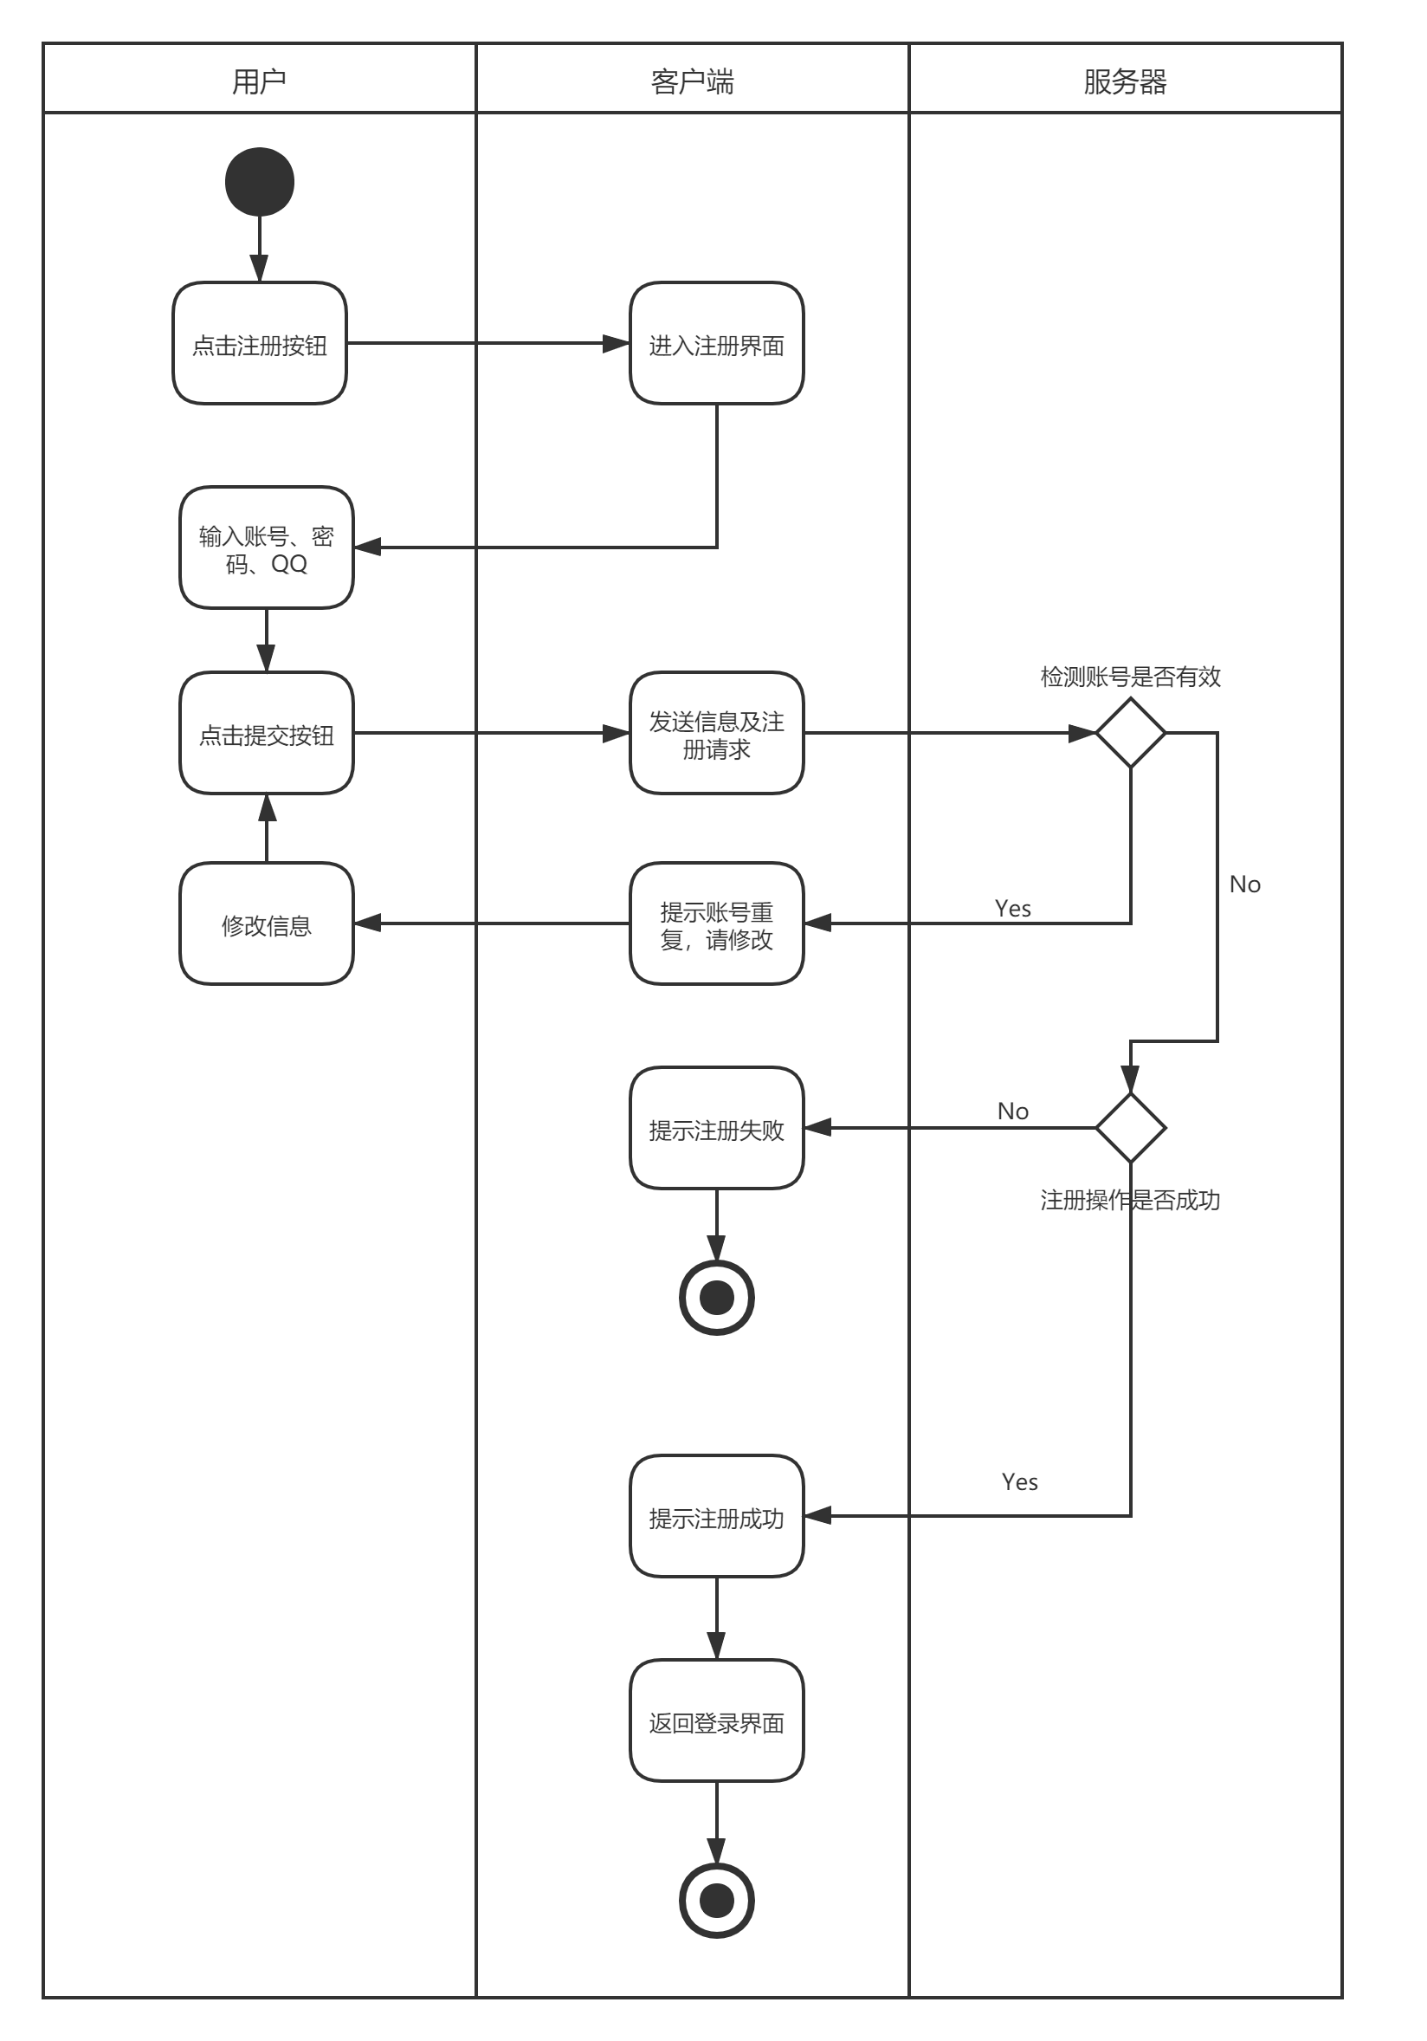 用户
客户端
服务器
点击注册按钮
进入注册界面
输入账号、密
码、QQ
点击提交按钮
发送信息及注
册请求
检测账号是否有效
No
Yes
提示账号重
复，请修改
修改信息
No
提示注册失败
注册操作是否成功
Yes
提示注册成功
返回登录界面